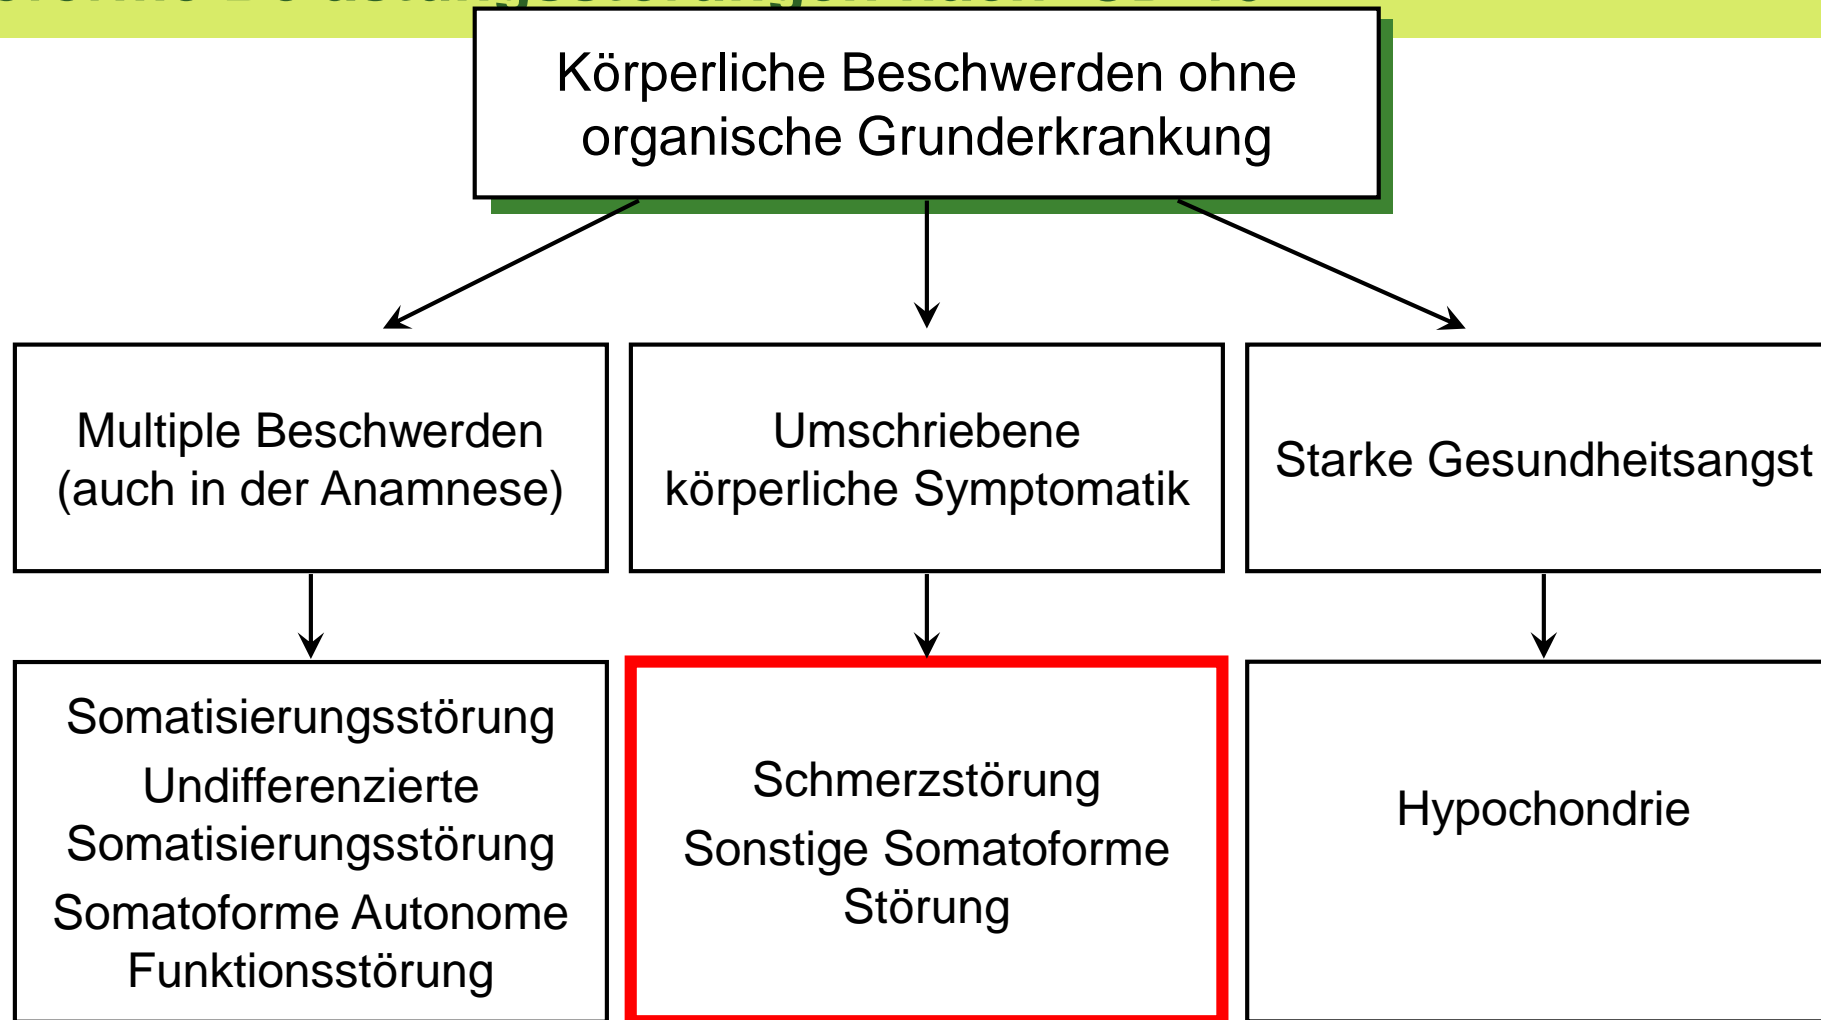 nach
Körperliche Beschwerden ohne
organische Grunderkrankung
Multiple Beschwerden
(auch in der Anamnese)
Umschriebene
körperliche Symptomatik
Starke Gesundheitsangst
Somatisierungsstörung
Undifferenzierte
Somatisierungsstörung
Somatoforme Autonome
Funktionsstörung
Schmerzstörung
Sonstige Somatoforme
Störung
Hypochondrie